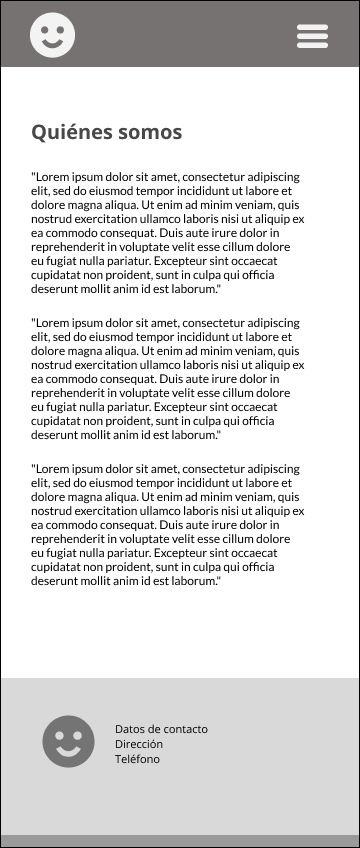 Quiénes somos
"Lorem ipsum dolor sit amet, consectetur adipiscing
elit, sed do eiusmod tempor incididunt ut labore et
dolore magna aliqua. Ut enim ad minim veniam, quis
nostrud exercitation ullamco laboris nisi ut aliquip ex
ea commodo consequat. Duis aute irure dolor in
reprehenderit in voluptate velit esse cillum dolore
eu fugiat nulla pariatur. Excepteur sint occaecat
cupidatat non proident, sunt in culpa qui officia
deserunt mollit anim id est laborum."
"Lorem ipsum dolor sit amet, consectetur adipiscing
elit, sed do eiusmod tempor incididunt ut labore et
dolore magna aliqua. Ut enim ad minim veniam, quis
nostrud exercitation ullamco laboris nisi ut aliquip ex
ea commodo consequat. Duis aute irure dolor in
reprehenderit in voluptate velit esse cillum dolore
eu fugiat nulla pariatur. Excepteur sint occaecat
cupidatat non proident, sunt in culpa qui officia
deserunt mollit anim id est laborum."
"Lorem ipsum dolor sit amet, consectetur adipiscing
elit, sed do eiusmod tempor incididunt ut labore et
dolore magna aliqua. Ut enim ad minim veniam, quis
nostrud exercitation ullamco laboris nisi ut aliquip ex
ea commodo consequat. Duis aute irure dolor in
reprehenderit in voluptate velit esse cillum dolore
eu fugiat nulla pariatur. Excepteur sint occaecat
cupidatat non proident, sunt in culpa qui officia
deserunt mollit anim id est laborum."
Datos de contacto
Dirección
Teléfono